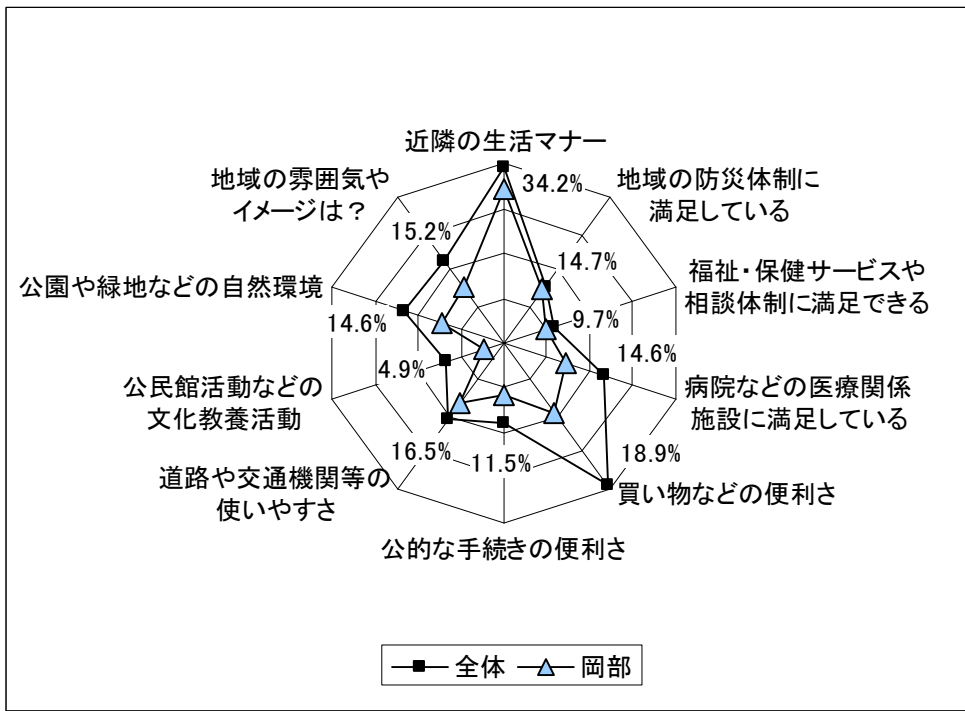 近隣の生活マナー
34.2%
地域の防災体制に
満足している
14.7%
福祉・保健サービスや
相談体制に満足できる
9.7%
病院などの医療関係
施設に満足している
14.6%
買い物などの便利さ
18.9%
公的な手続きの便利さ
11.5%
道路や交通機関等の
使いやすさ
16.5%
公民館活動などの
文化教養活動
4.9%
公園や緑地などの自然環境
14.6%
地域の雰囲気や
イメージは？
15.2%
全体
岡部